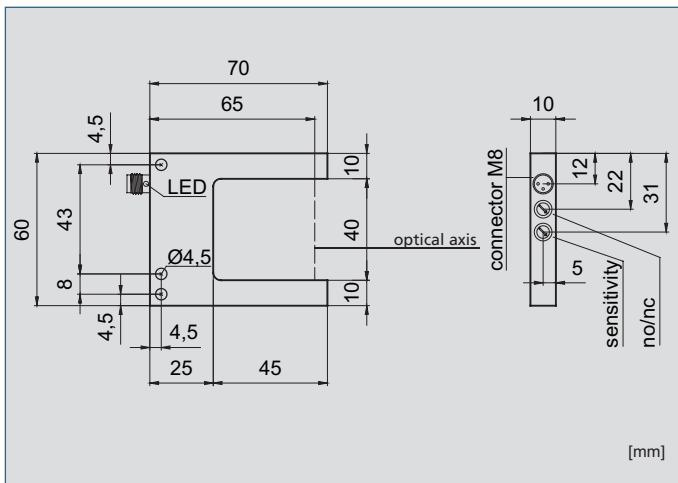 70
65
4,5
10
LED
60
43
40
optical axis
Ø4,5
8
10
4,5
4,5
25
45
10
connector M8
12
22
31
5
sensitivity
no/nc
[mm]